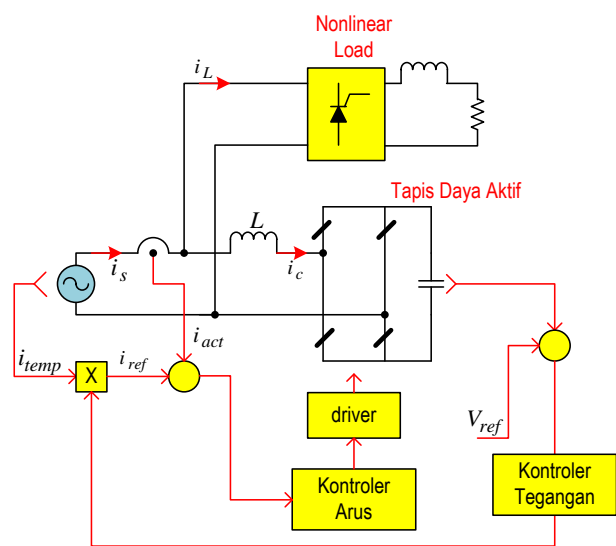 Nonlinear
Load
i_L
Tapis Daya Aktif
L
i_s
i_c
i_act
i_temp
X
i_ref
driver
V_ref
Kontroler
Arus
Kontroler
Tegangan